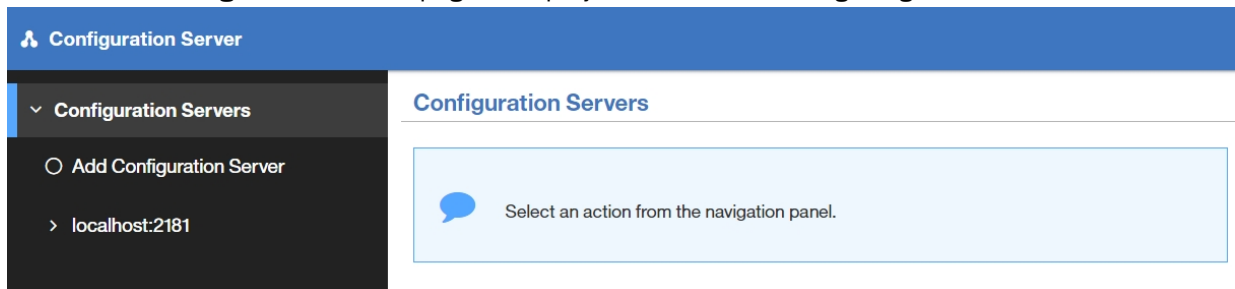 Configuration Server
Configuration Servers
Add Configuration Server
localhost:2181
Configuration Servers
Select an action from the navigation panel.